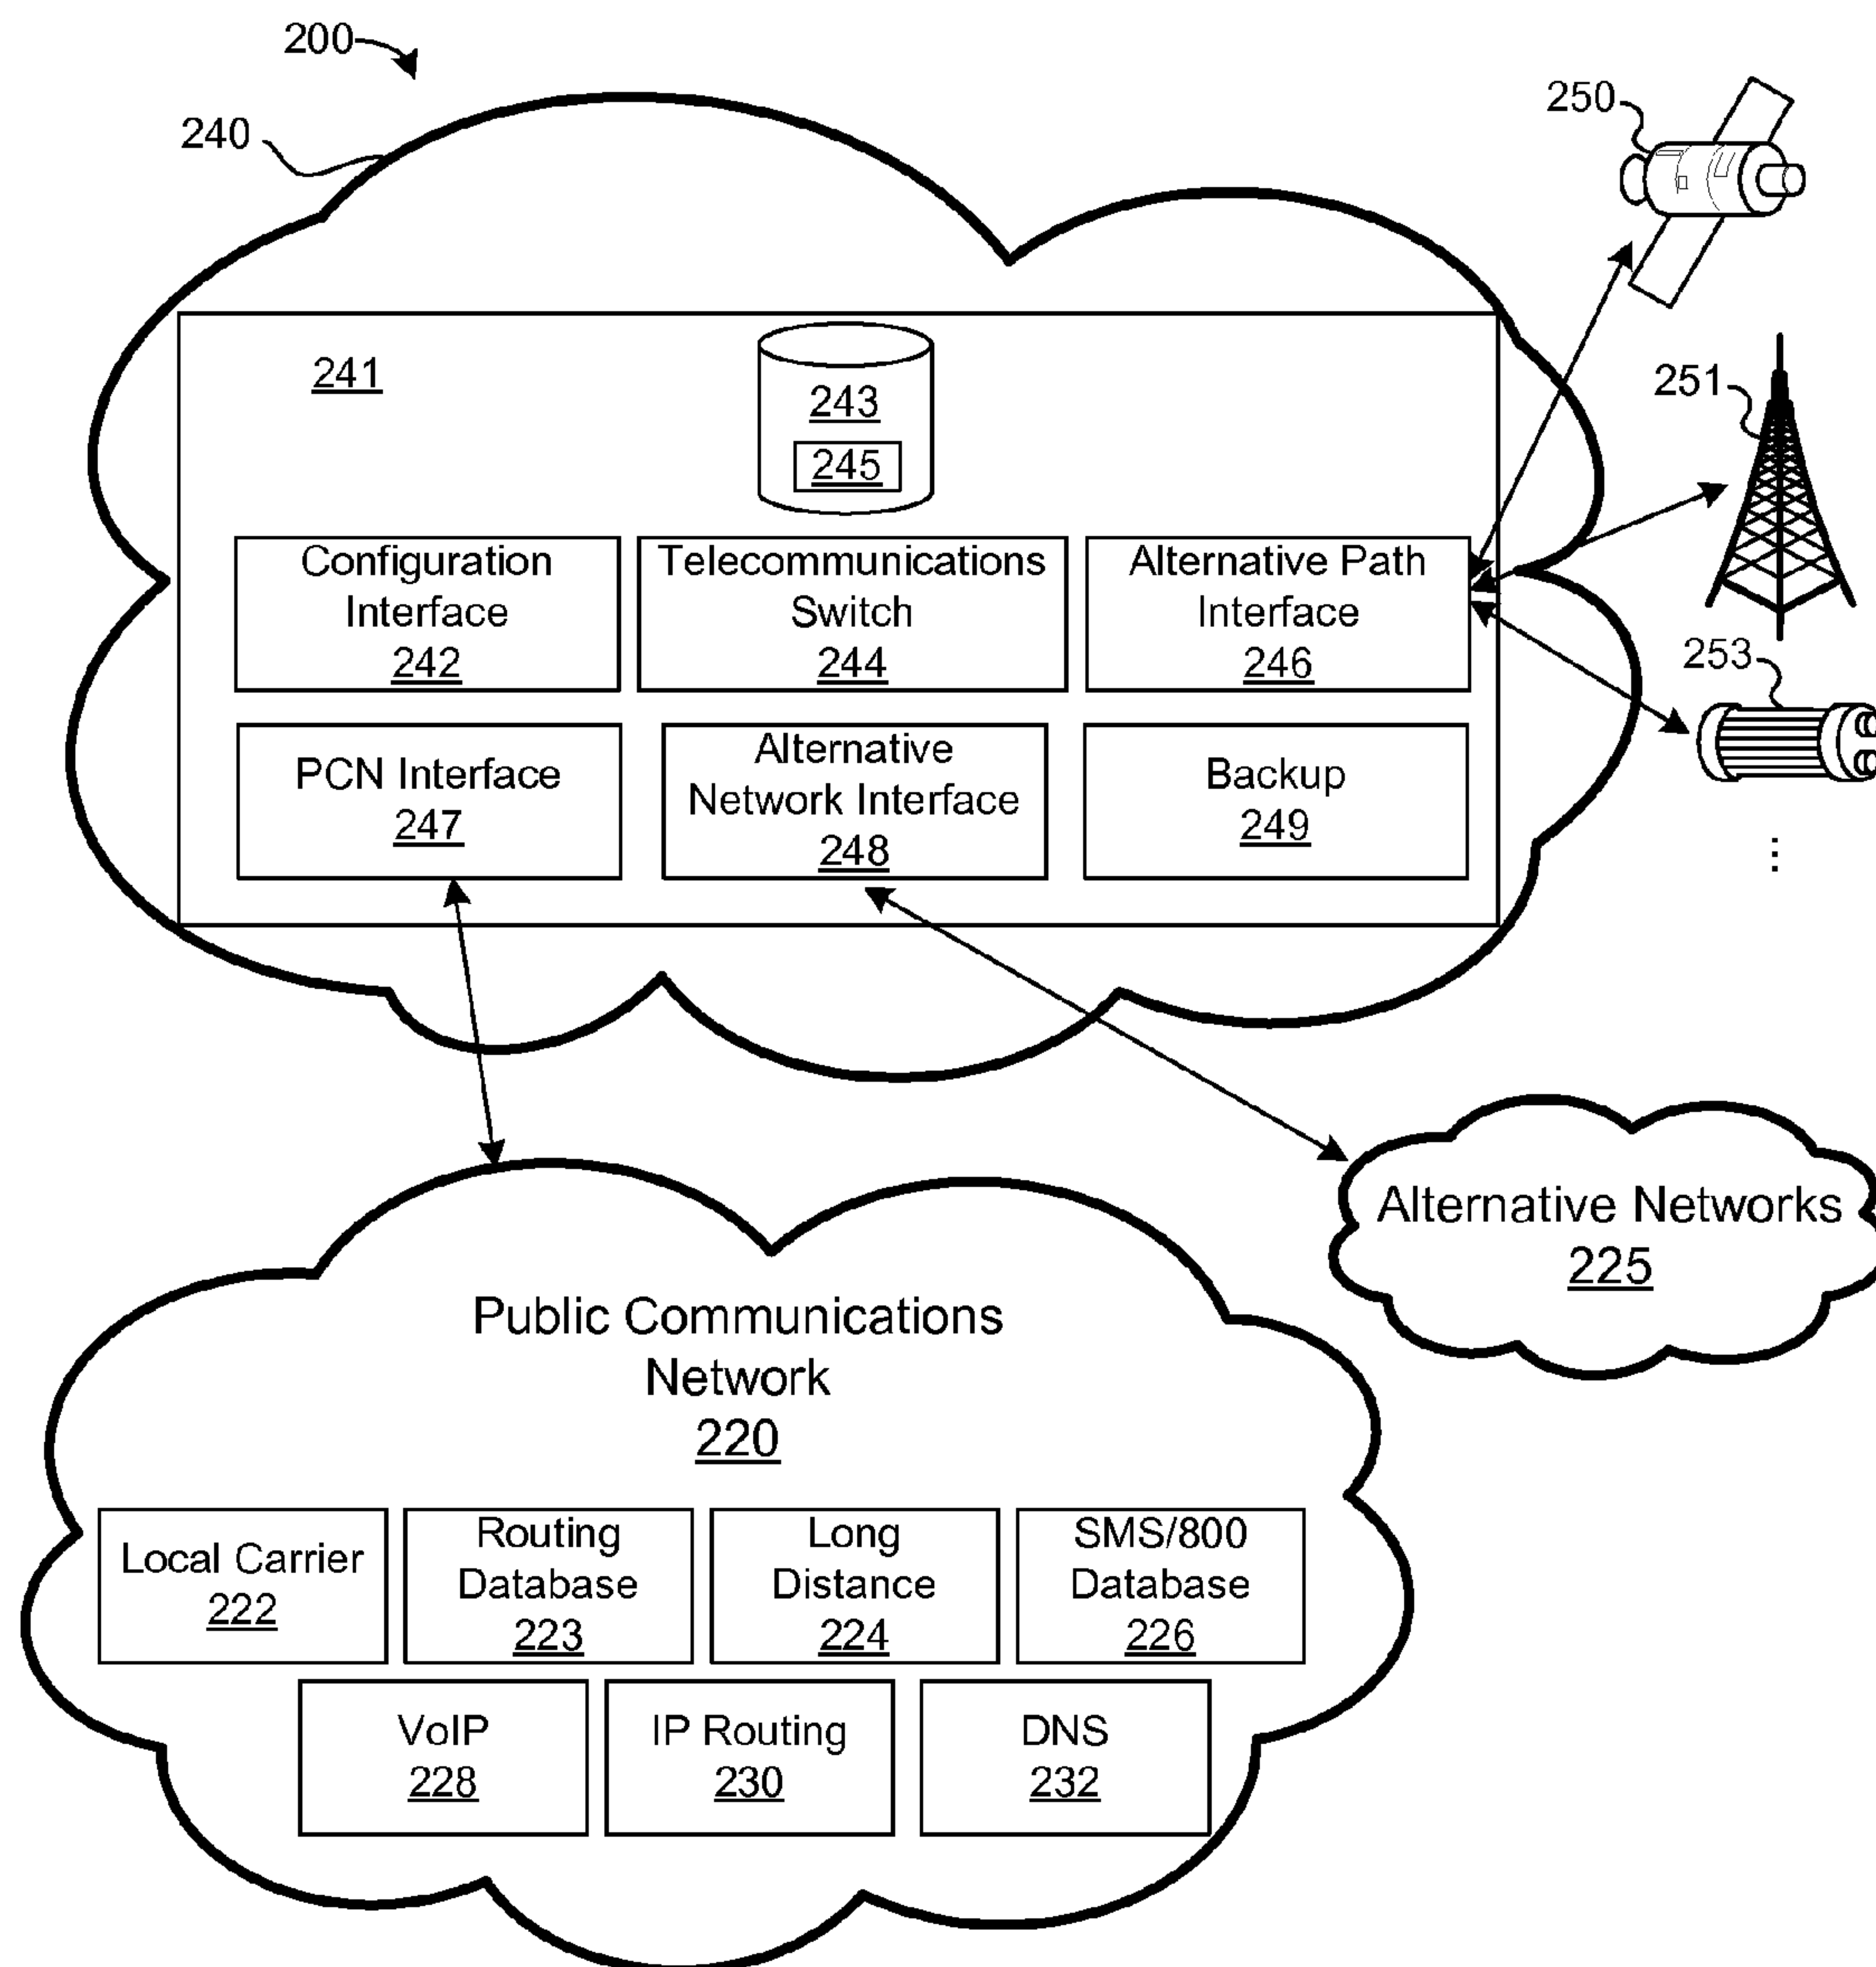 200
240
250
241
243
245
251
Configuration
Interface
242
Telecommunications
Switch
244
Alternative Path
Interface
246
253
PCN Interface
247
Alternative
Network Interface
248
Backup
249
⋮
Alternative Networks
225
Public Communications
Network
220
Local Carrier
222
Routing
Database
223
Long
Distance
224
SMS/800
Database
226
VoIP
228
IP Routing
230
DNS
232